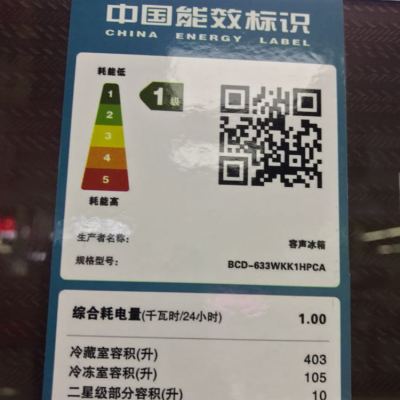 中国能效标识
CHINA ENERGY LABEL
耗能低
1
2
3
4
5
耗能高
1级
生产者名称: 容声冰箱
规格型号: BCD-633WKK1HPCA
综合耗电量(千瓦时/24小时) 1.00
冷藏室容积(升) 403
冷冻室容积(升) 105
二星级部分容积(升) 10